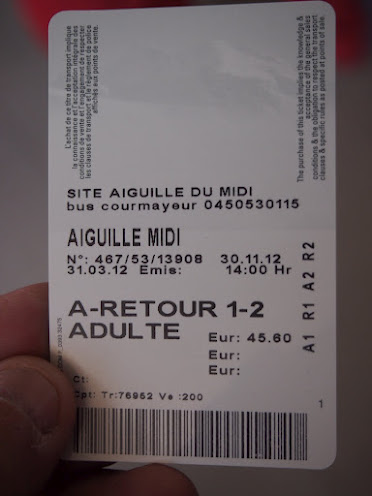 L'achat de ce titre de transport implique
la connaissance et l'acceptation intégrales des
conditions de vente et l'engagement de respecter
les clauses de transport et le règlement de police
affichés aux points de vente.
The purchase of this ticket implies the knowledge &
acceptance of the general sales
conditions & the obligation to respect the transport
clauses & specific rules as posted at points of sale.
SITE AIGUILLE DU MIDI
bus courmayeur 0450530115
AIGUILLE MIDI
N°: 467/53/13908 30.11.12
31.03.12 Emis: 14:00 Hr
A-RETOUR 1-2
ADULTE
Eur: 45.60
Eur:
Eur:
A1 R1 A2 R2
Ct:
Cpt: Tr:76952 Ve :200
1